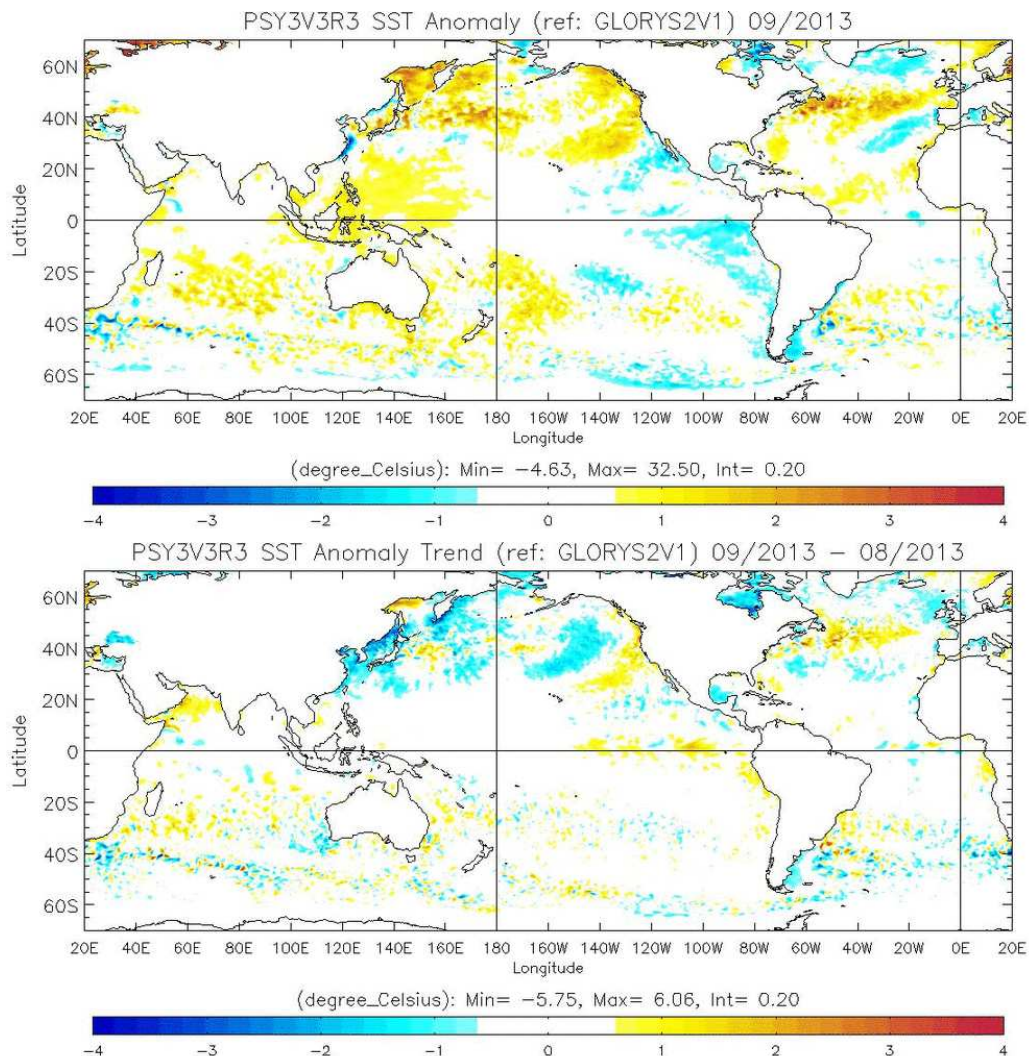 PSY3V3R3 SST Anomaly (ref: GLORYS2V1) 09/2013
60N
40N
20N
0
20S
40S
60S
Latitude
20E 40E 60E 80E 100E 120E 140E 160E 180 160W 140W 120W 100W 80W 60W 40W 20W 0E 20E
Longitude
(degree_Celsius): Min= −4.63, Max= 32.50, Int= 0.20
−4 −3 −2 −1 0 1 2 3 4
PSY3V3R3 SST Anomaly Trend (ref: GLORYS2V1) 09/2013 − 08/2013
60N
40N
20N
0
20S
40S
60S
Latitude
20E 40E 60E 80E 100E 120E 140E 160E 180 160W 140W 120W 100W 80W 60W 40W 20W 0E 20E
Longitude
(degree_Celsius): Min= −5.75, Max= 6.06, Int= 0.20
−4 −3 −2 −1 0 1 2 3 4